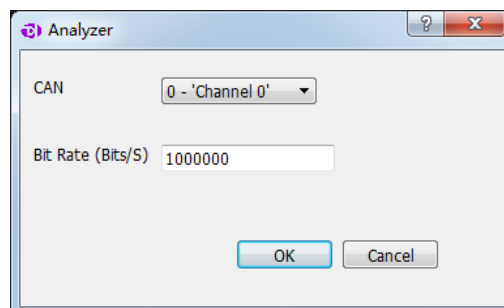 Analyzer
CAN 0 - 'Channel 0'
Bit Rate (Bits/S) 1000000
OK Cancel